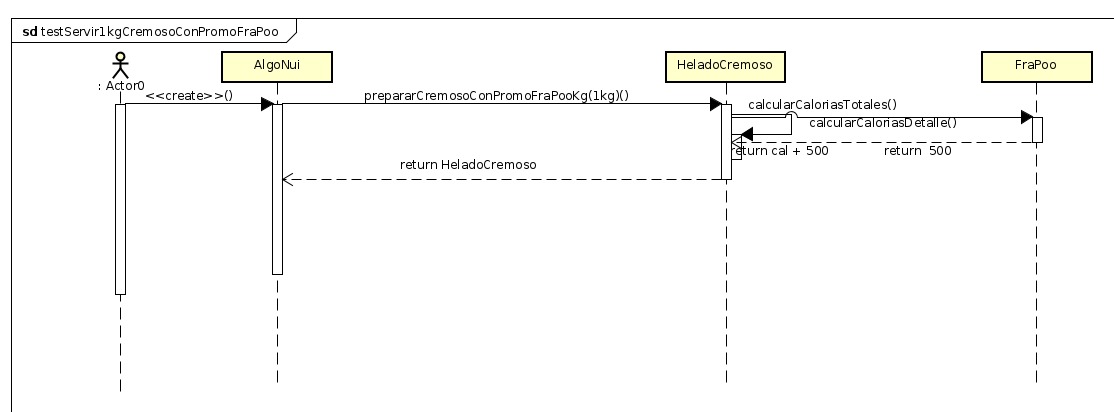 sd testServir1kgCremosoConPromoFraPoo
AlgoNui
HeladoCremoso
FraPoo
: Actor0
<<create>>()
prepararCremosoConPromoFraPooKg(1kg)()
calcularCaloriasTotales()
calcularCaloriasDetalle()
return cal + 500
return 500
return HeladoCremoso